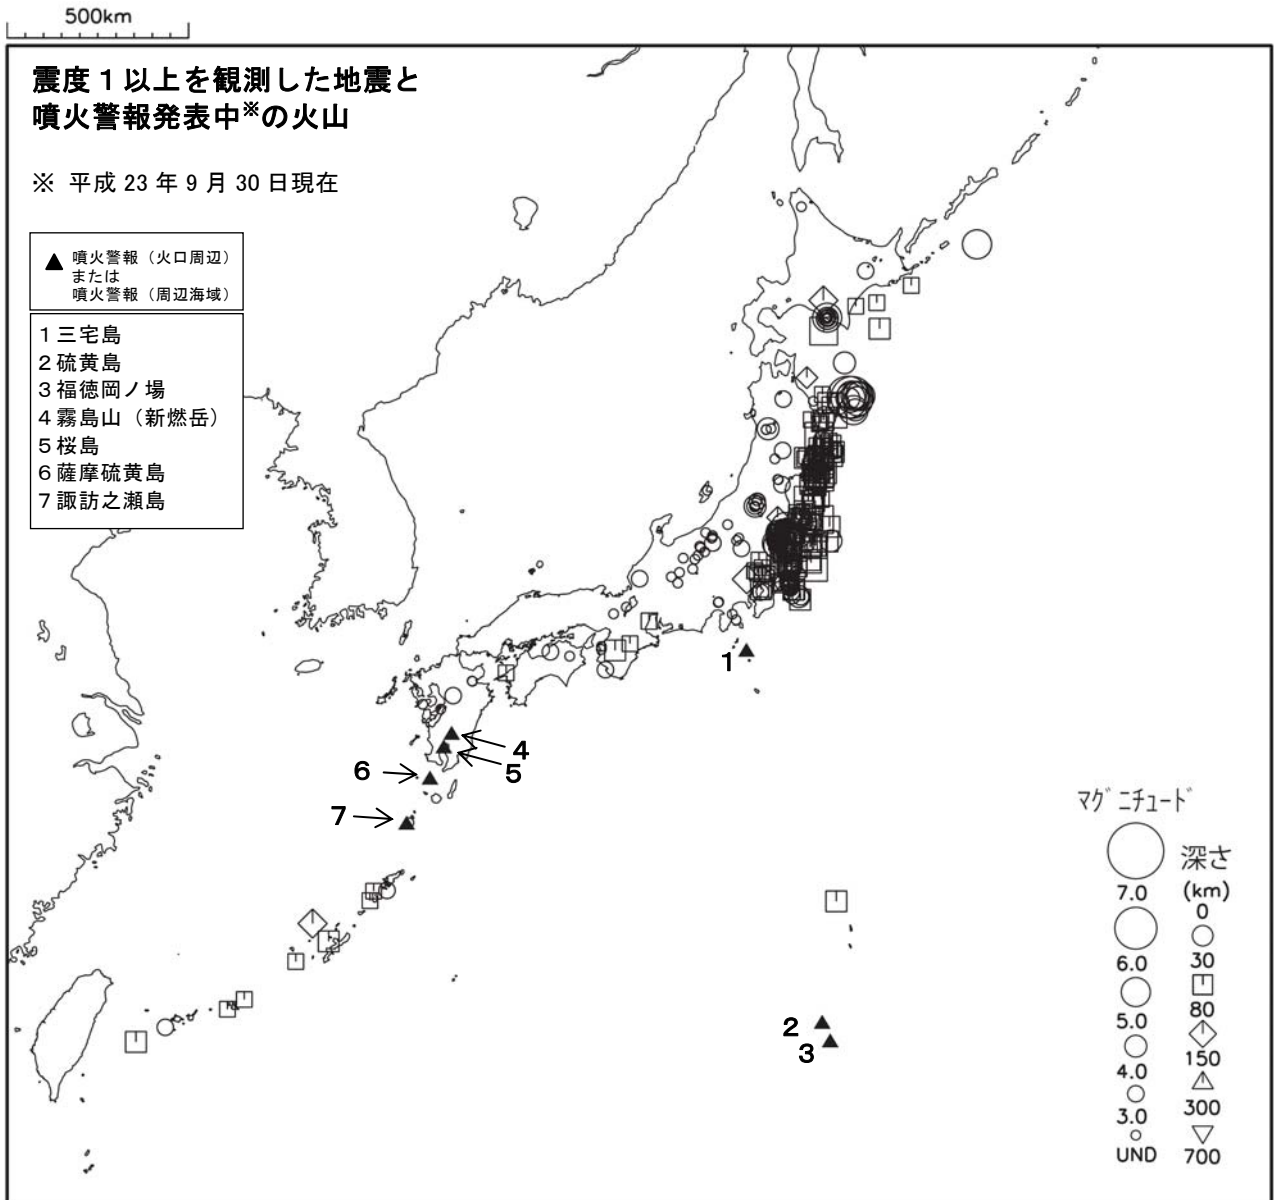 500km
震度１以上を観測した地震と
噴火警報発表中※の火山
※ 平成 23 年 9 月 30 日現在
▲ 噴火警報（火口周辺）
または
噴火警報（周辺海域）
1 三宅島
2 硫黄島
3 福徳岡ノ場
4 霧島山（新燃岳）
5 桜島
6 薩摩硫黄島
7 諏訪之瀬島
1
4
5
6
7
2
3
マグニチュード
7.0
6.0
5.0
4.0
3.0
UND
深さ
(km)
0
30
80
150
300
700